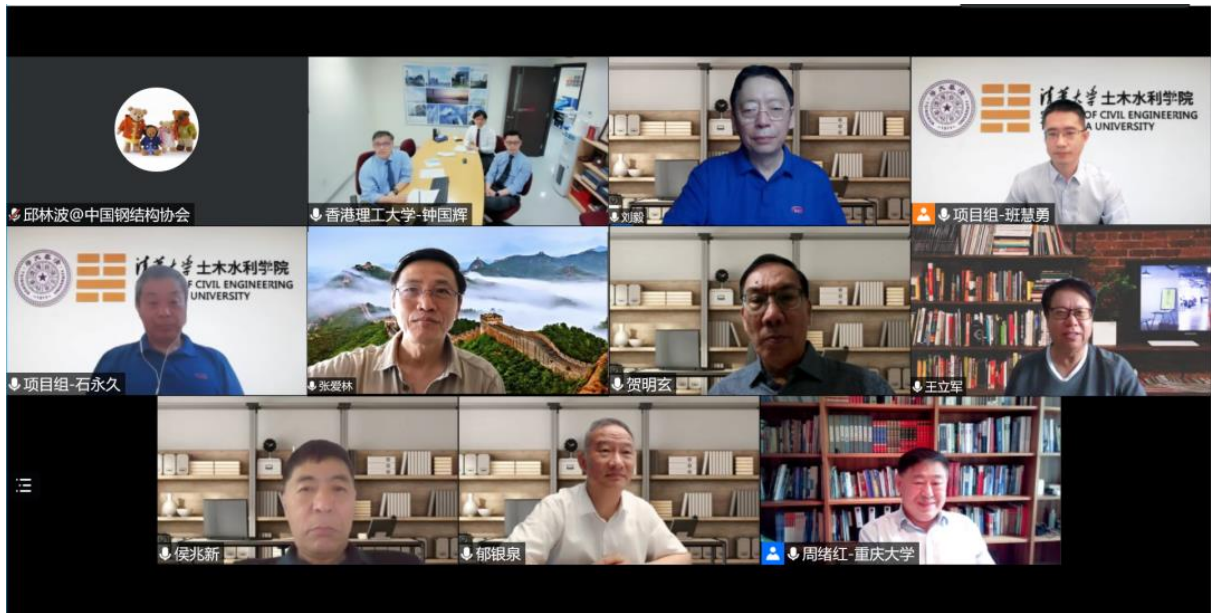 邱林波@中国钢结构协会
香港理工大学-钟国辉
刘毅
清华大学土木水利学院
OF CIVIL ENGINEERING
A UNIVERSITY
项目组-班慧勇
清华大学土木水利学院
OF CIVIL ENGINEERING
UNIVERSITY
项目组-石永久
张爱林
贺明玄
王立军
侯兆新
郁银泉
周绪红-重庆大学